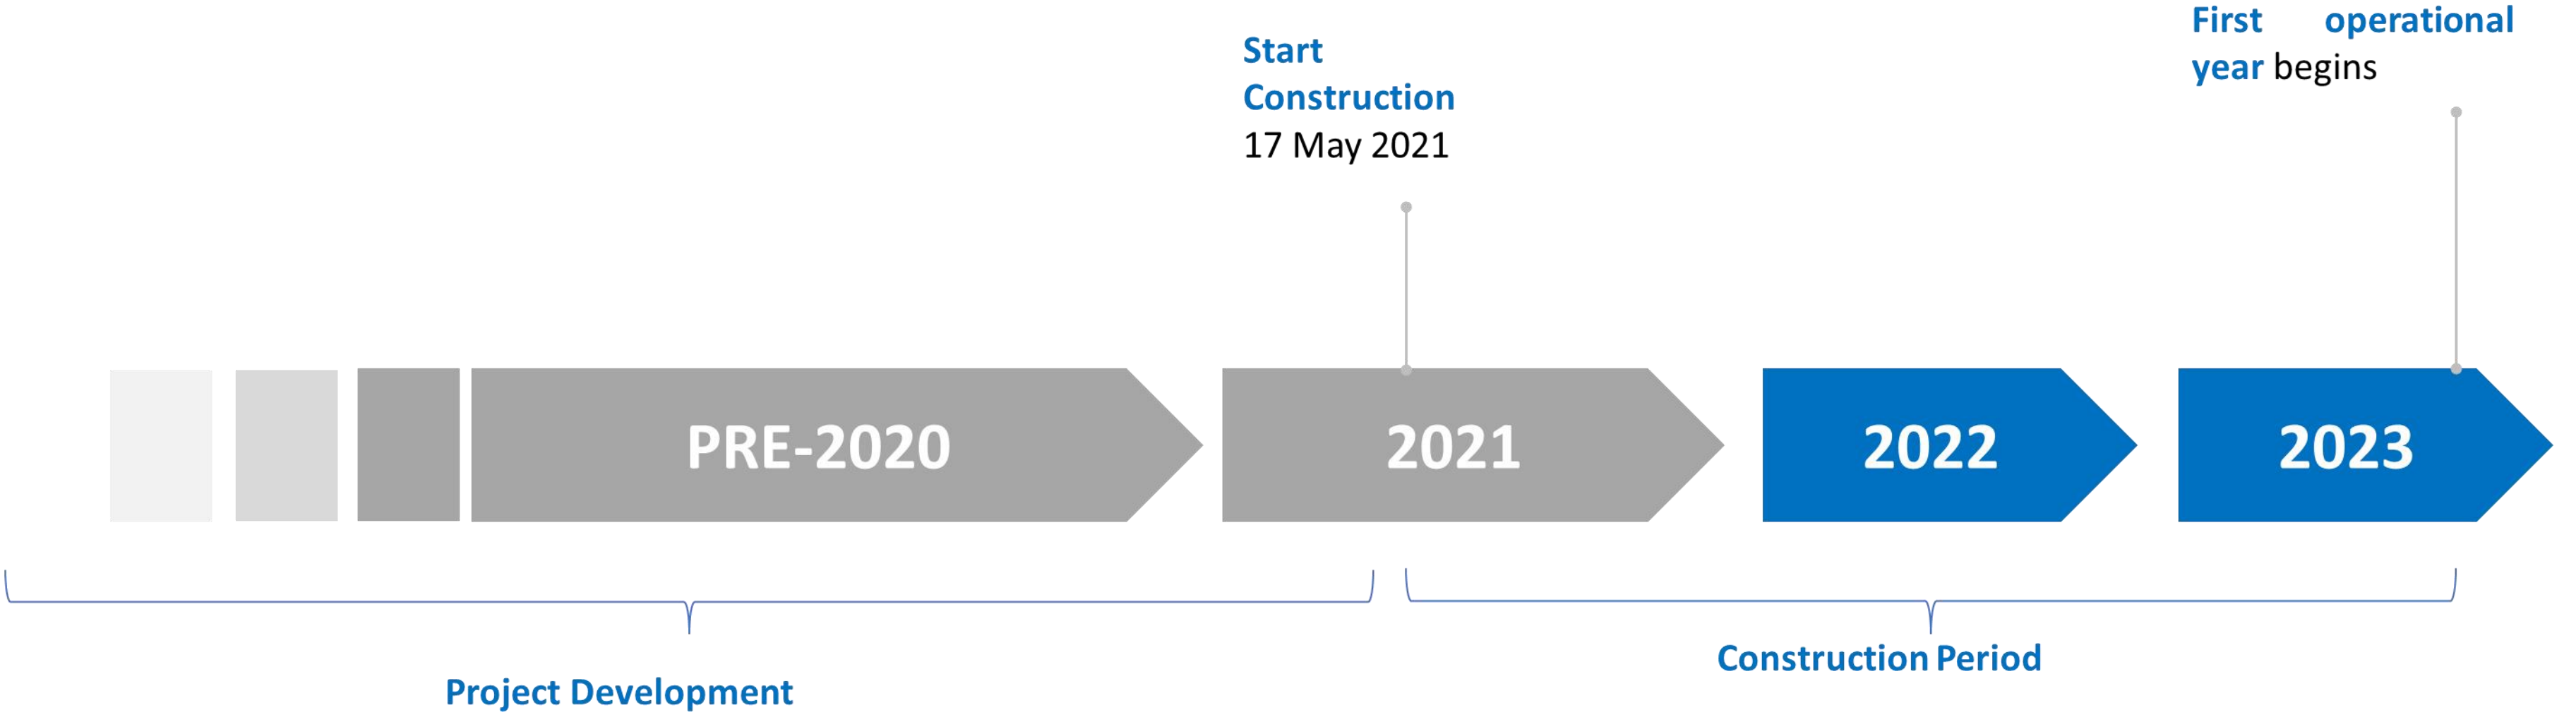 First operational
year begins
Start
Construction
17 May 2021
PRE-2020
2021
2022
2023
Construction Period
Project Development